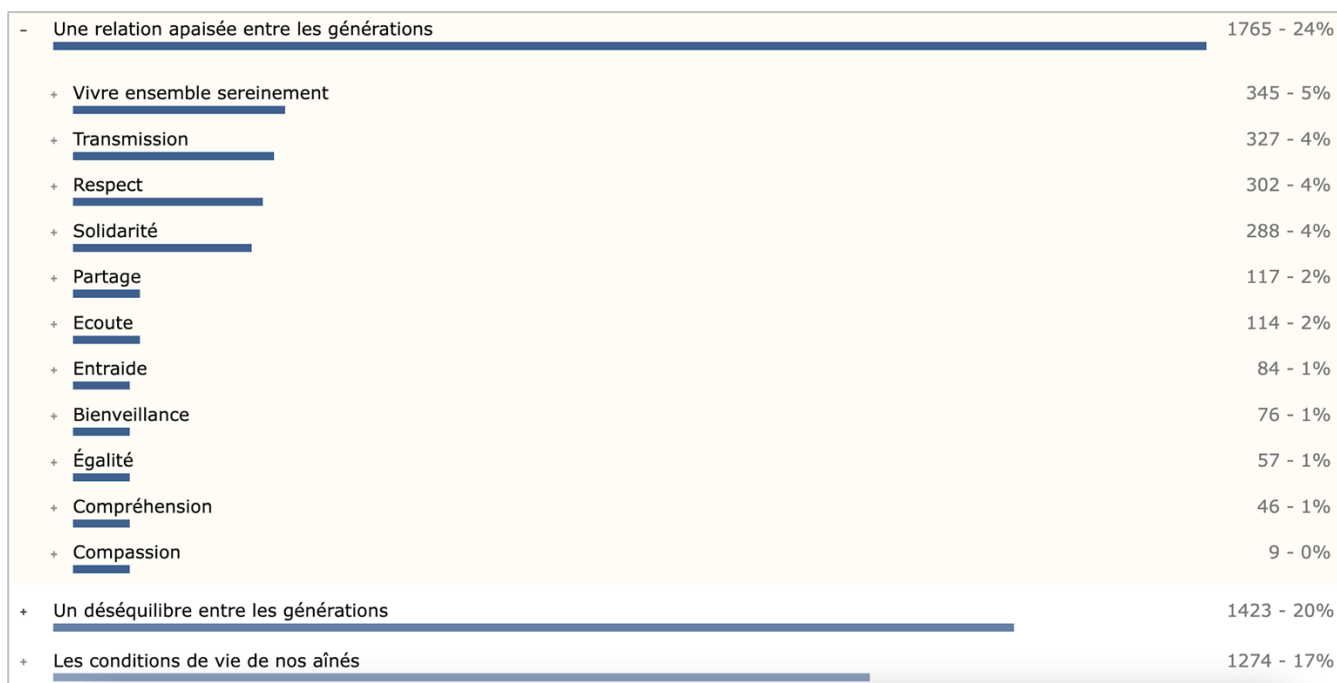 - Une relation apaisée entre les générations 1765 - 24%
+ Vivre ensemble sereinement 345 - 5%
+ Transmission 327 - 4%
+ Respect 302 - 4%
+ Solidarité 288 - 4%
+ Partage 117 - 2%
+ Ecoute 114 - 2%
+ Entraide 84 - 1%
+ Bienveillance 76 - 1%
+ Égalité 57 - 1%
+ Compréhension 46 - 1%
+ Compassion 9 - 0%
+ Un déséquilibre entre les générations 1423 - 20%
+ Les conditions de vie de nos aînés 1274 - 17%